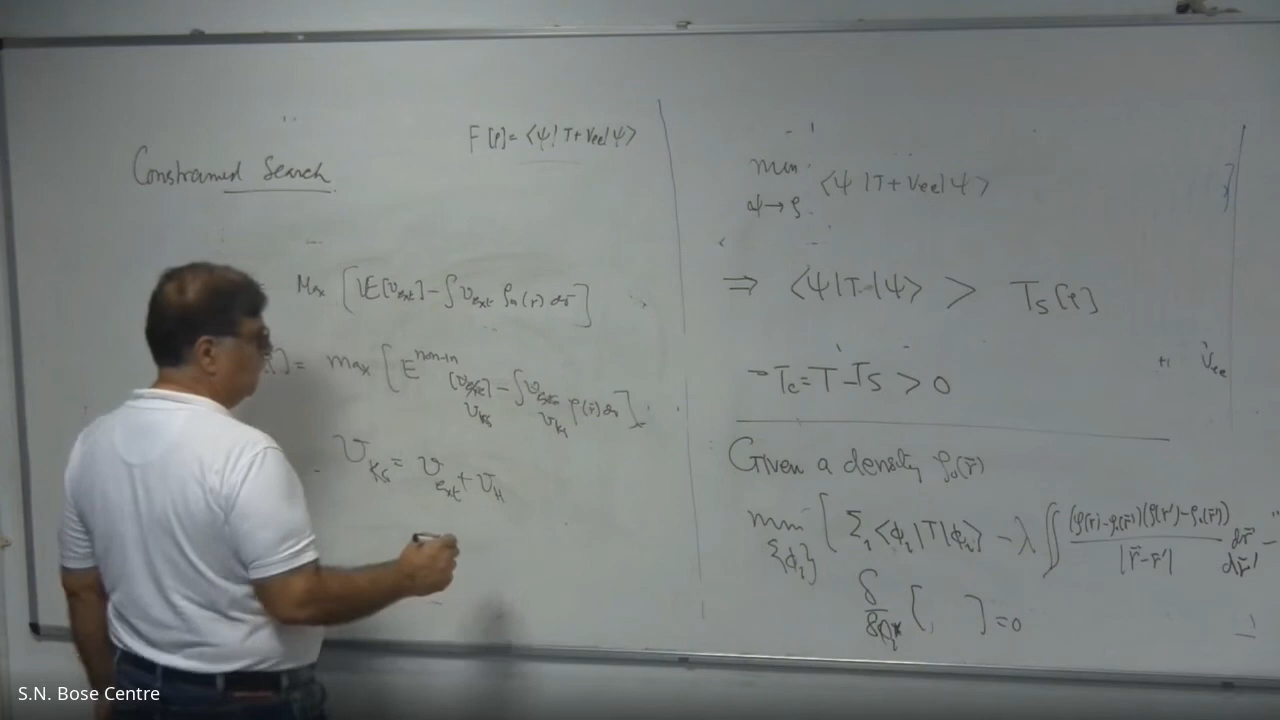 F[ρ] = ⟨ψ| T + Vee |ψ⟩
Constrained Search
Max [ E[v_ext] - ∫ v_ext ρ_0(r) dr ]
] = max [ E^non-in [v_ext] - ∫ v_ext ρ(r̄) dr ]
v_KS v_KS
v_KS = v_ext + v_H
min ⟨ψ | T + Vee | ψ⟩
ψ → ρ
⇒ ⟨ψ | T | ψ⟩ > T_S[ρ]
- T_c = T - T_S > 0
+ V_ee
Given a density ρ_0(r̄)
min [ Σ_i ⟨φ_i | T | φ_i⟩ - λ ∫∫ (ρ(r̄) - ρ_0(r̄))(ρ(r̄') - ρ_0(r̄')) / |r̄ - r̄'| dr̄ dr̄' -
{φ_i}
δ/δφ_i* [ , ] = 0
S.N. Bose Centre